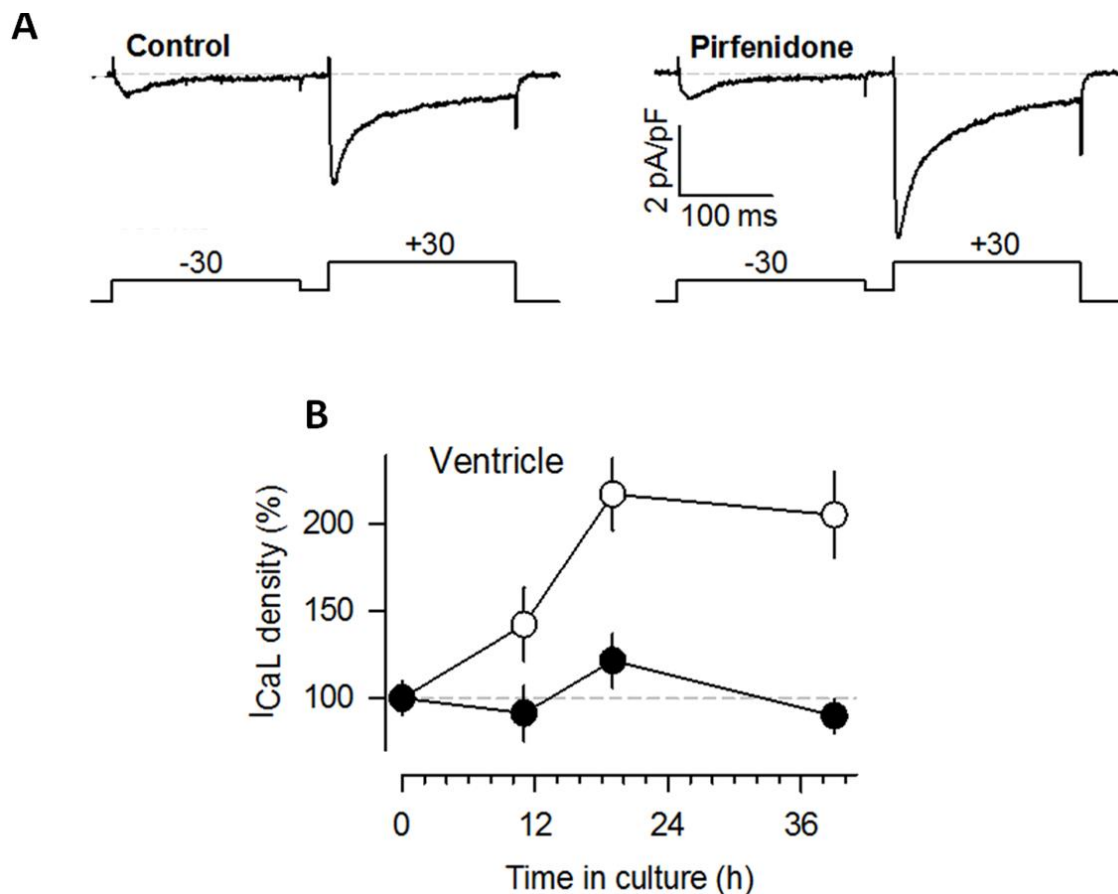 A
Control
Pirfenidone
2 pA/pF
100 ms
-30
+30
-30
+30
B
Ventricle
ICaL density (%)
200
150
100
0
12
24
36
Time in culture (h)